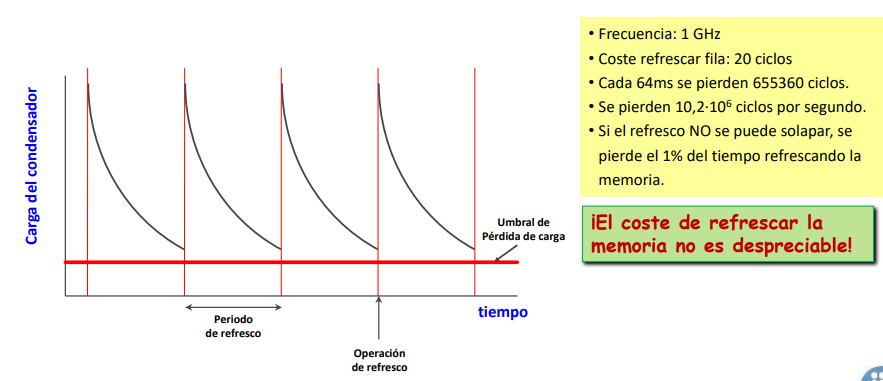 Carga del condensador
Umbral de
Pérdida de carga
tiempo
Periodo
de refresco
Operación
de refresco
• Frecuencia: 1 GHz
• Coste refrescar fila: 20 ciclos
• Cada 64ms se pierden 655360 ciclos.
• Se pierden 10,2·10⁶ ciclos por segundo.
• Si el refresco NO se puede solapar, se
pierde el 1% del tiempo refrescando la
memoria.
¡El coste de refrescar la
memoria no es despreciable!